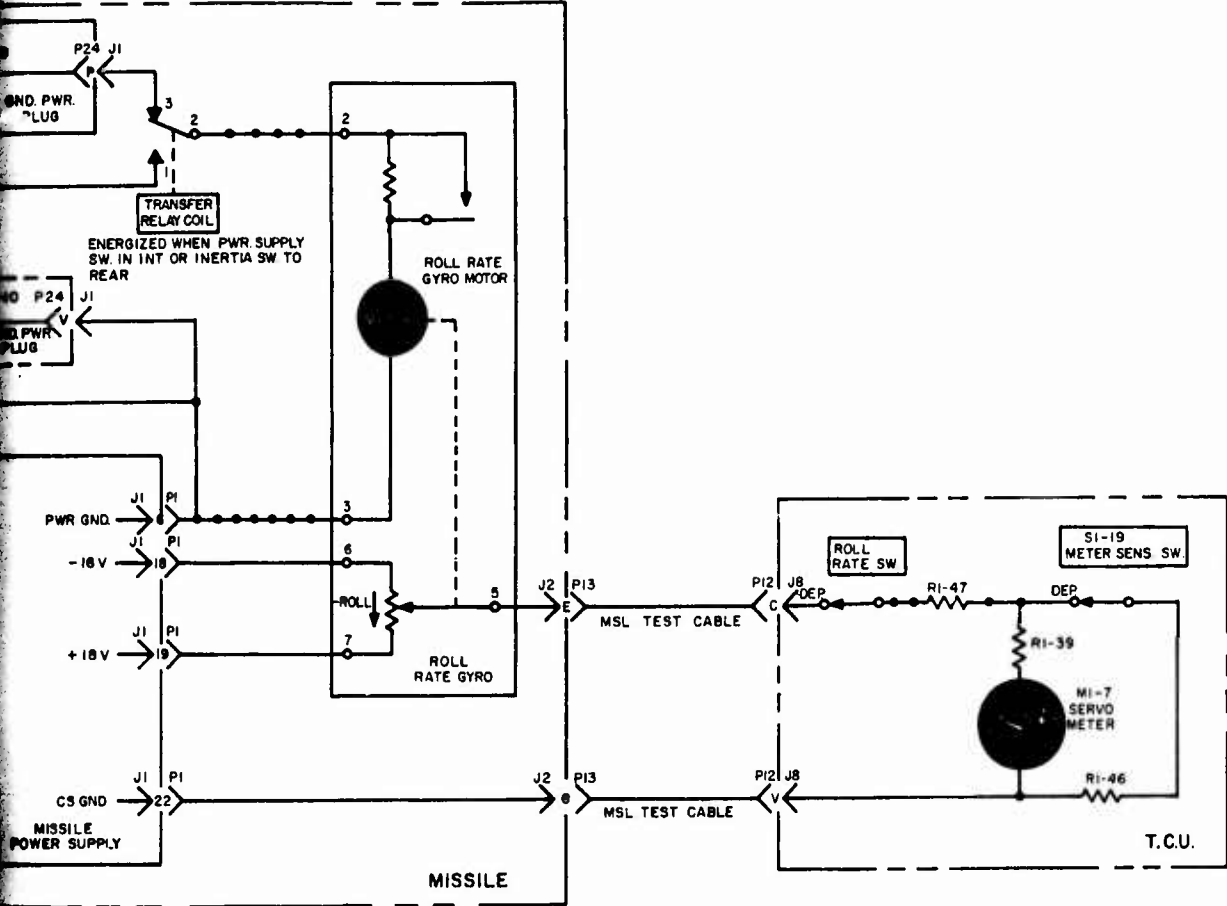 P24 J1
P
GND. PWR.
PLUG
3
2
1
2
TRANSFER
RELAY COIL
ENERGIZED WHEN PWR. SUPPLY
SW. IN INT OR INERTIA SW TO
REAR
ROLL RATE
GYRO MOTOR
P24 J1
V
PWR
PLUG
J1 P1
PWR GND.
6
3
J1 P1
-18V
18
6
-ROLL
5
J1 P1
+18V
19
7
ROLL
RATE GYRO
J2 P13
E
MSL TEST CABLE
P12 J8
C
DEP
ROLL
RATE SW
R1-47
S1-19
METER SENS SW.
DEP
R1-39
M1-7
SERVO
METER
R1-46
J1 P1
CS GND
22
J2 P13
MSL TEST CABLE
P12 J8
V
MISSILE
POWER SUPPLY
MISSILE
T.C.U.